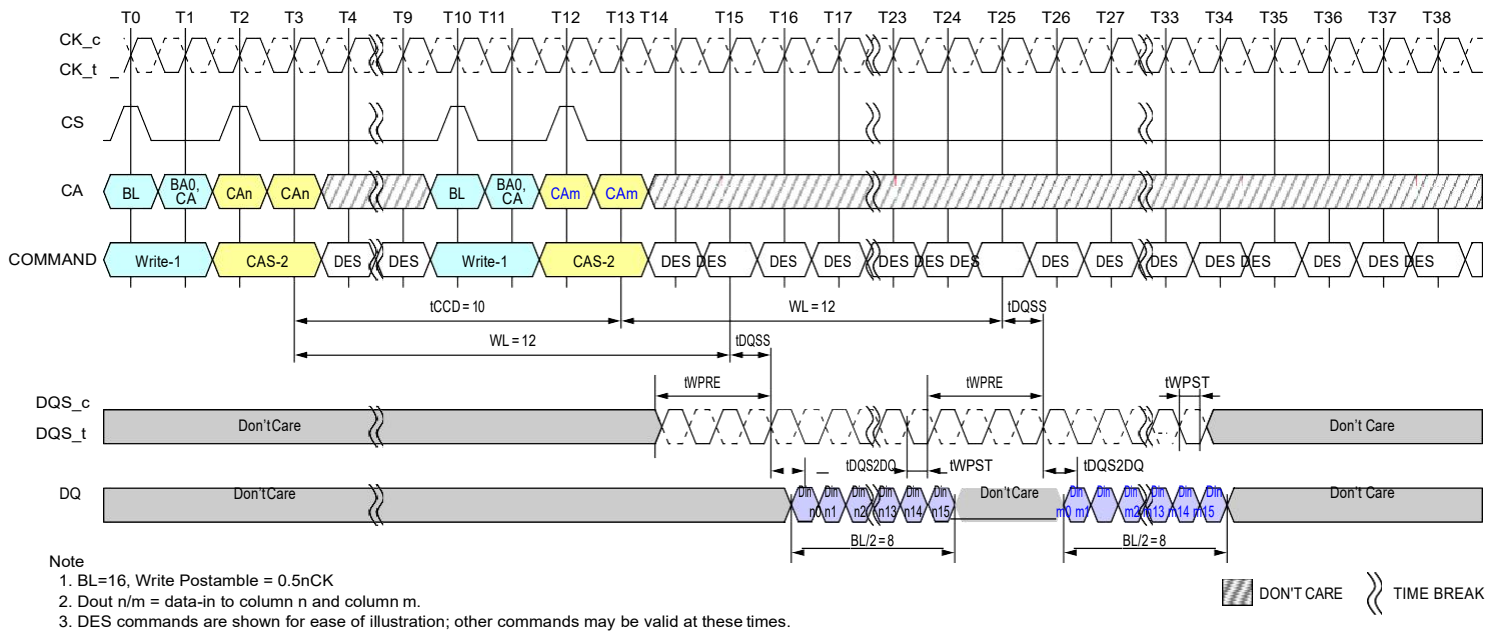 T0 T1 T2 T3 T4 T9 T10 T11 T12 T13 T14 T15 T16 T17 T23 T24 T25 T26 T27 T33 T34 T35 T36 T37 T38
CK_c
CK_t
CS
CA BL BA0, CA CAn CAn BL BA0, CA CAm CAm
COMMAND Write-1 CAS-2 DES DES Write-1 CAS-2 DES DES DES DES DES DES DES DES DES DES DES DES DES DES DES
tCCD = 10 WL = 12 tDQSS
WL = 12 tDQSS
tWPRE tWPRE tWPST
DQS_c
DQS_t Don't Care Don't Care
tDQS2DQ tWPST tDQS2DQ
DQ Don't Care Din n0 Din n1 Din n2 Din n13 Din n14 Din n15 Don't Care Din m0 Din m1 Din m2 Din m13 Din m14 Din m15 Don't Care
BL/2 = 8 BL/2 = 8
Note
1. BL=16, Write Postamble = 0.5nCK
2. Dout n/m = data-in to column n and column m.
3. DES commands are shown for ease of illustration; other commands may be valid at these times.
DON'T CARE TIME BREAK